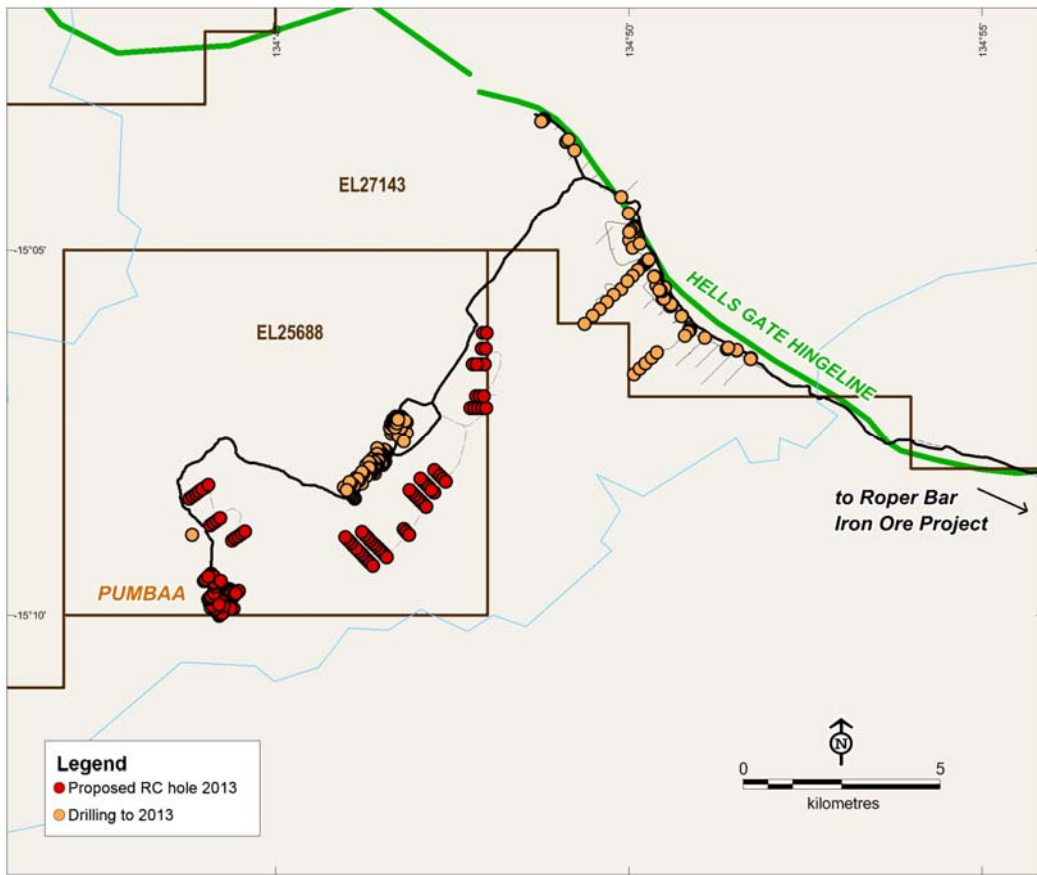 134°50'
134°55'
EL27143
-15°05'
EL25688
HELLS GATE HINGELINE
to Roper Bar
Iron Ore Project
PUMBAA
-15°10'
Legend
Proposed RC hole 2013
Drilling to 2013
N
0 5
kilometres